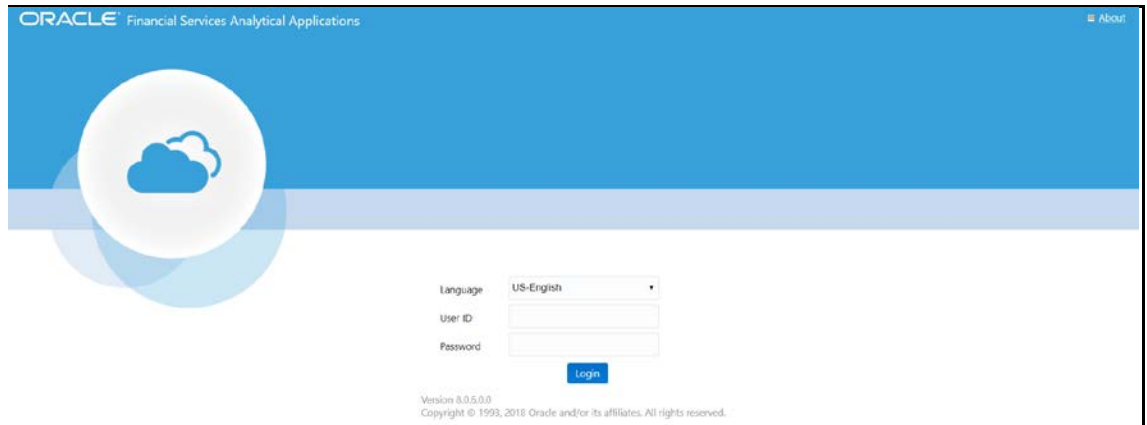 ORACLE® Financial Services Analytical Applications
About
Language
US-English
User ID
Password
Login
Version 8.0.6.0.0
Copyright © 1993, 2018 Oracle and/or its affiliates. All rights reserved.